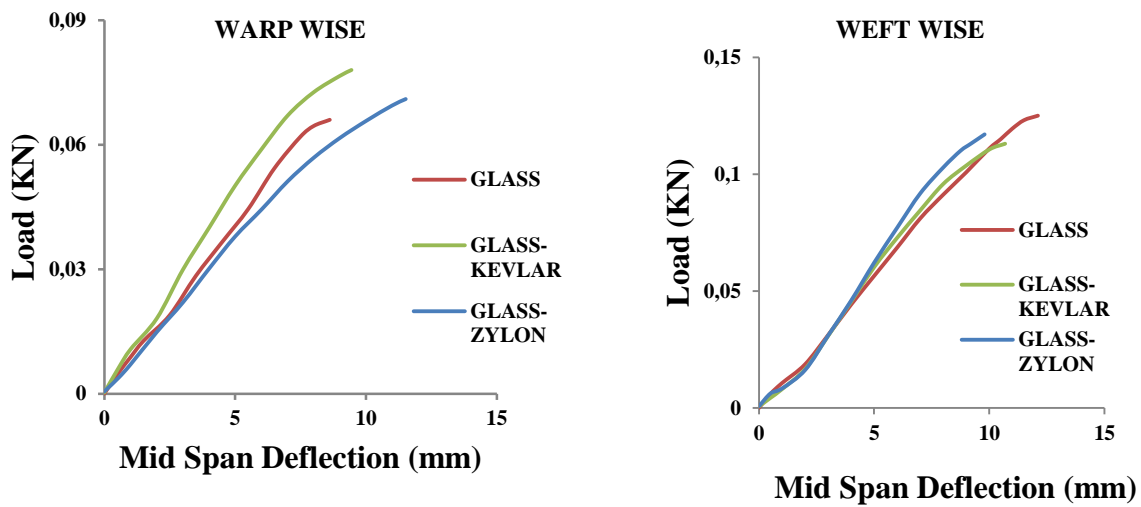 WARP WISE
Load (KN)
0,09
0,06
0,03
0
0
5
10
15
Mid Span Deflection (mm)
GLASS
GLASS-
KEVLAR
GLASS-
ZYLON
WEFT WISE
Load (KN)
0,15
0,1
0,05
0
0
5
10
15
Mid Span Deflection (mm)
GLASS
GLASS-
KEVLAR
GLASS-
ZYLON